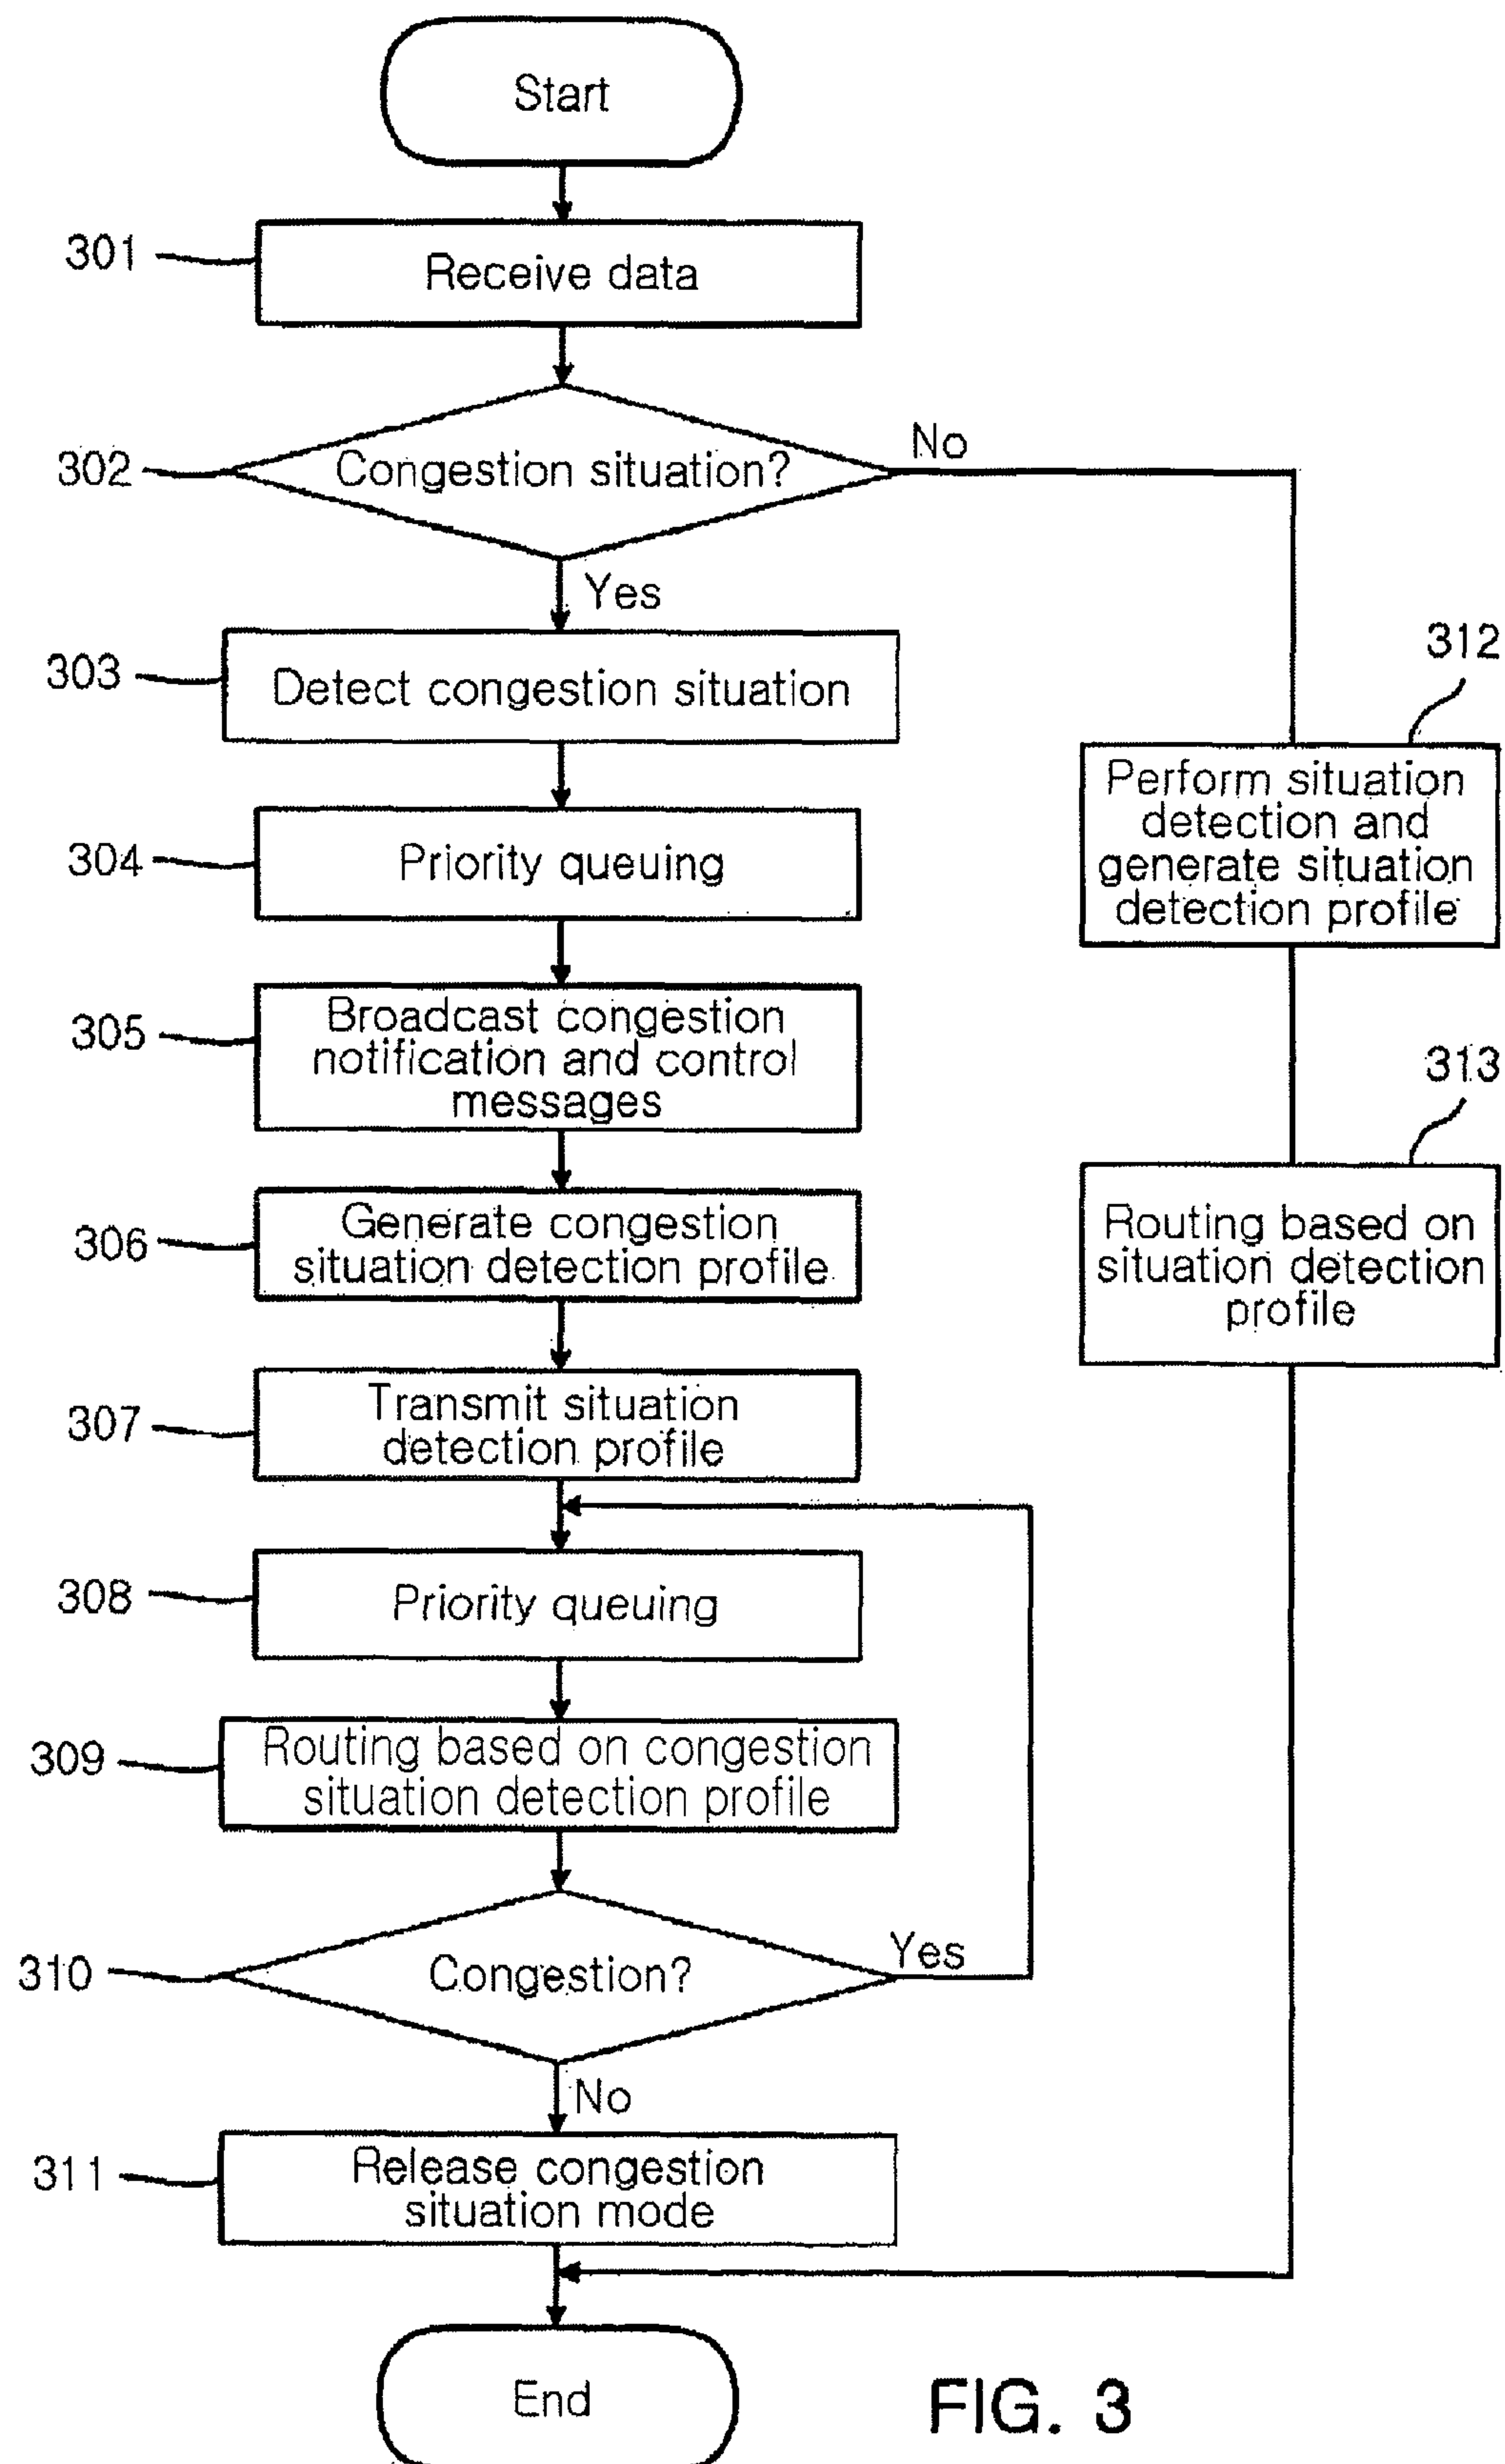 Start
301
Receive data
302
Congestion situation?
No
Yes
303
Detect congestion situation
312
Perform situation
detection and
generate situation
detection profile
304
Priority queuing
305
Broadcast congestion
notification and control
messages
313
Routing based on
situation detection
profile
306
Generate congestion
situation detection profile
307
Transmit situation
detection profile
308
Priority queuing
309
Routing based on congestion
situation detection profile
310
Congestion?
Yes
No
311
Release congestion
situation mode
End
FIG. 3